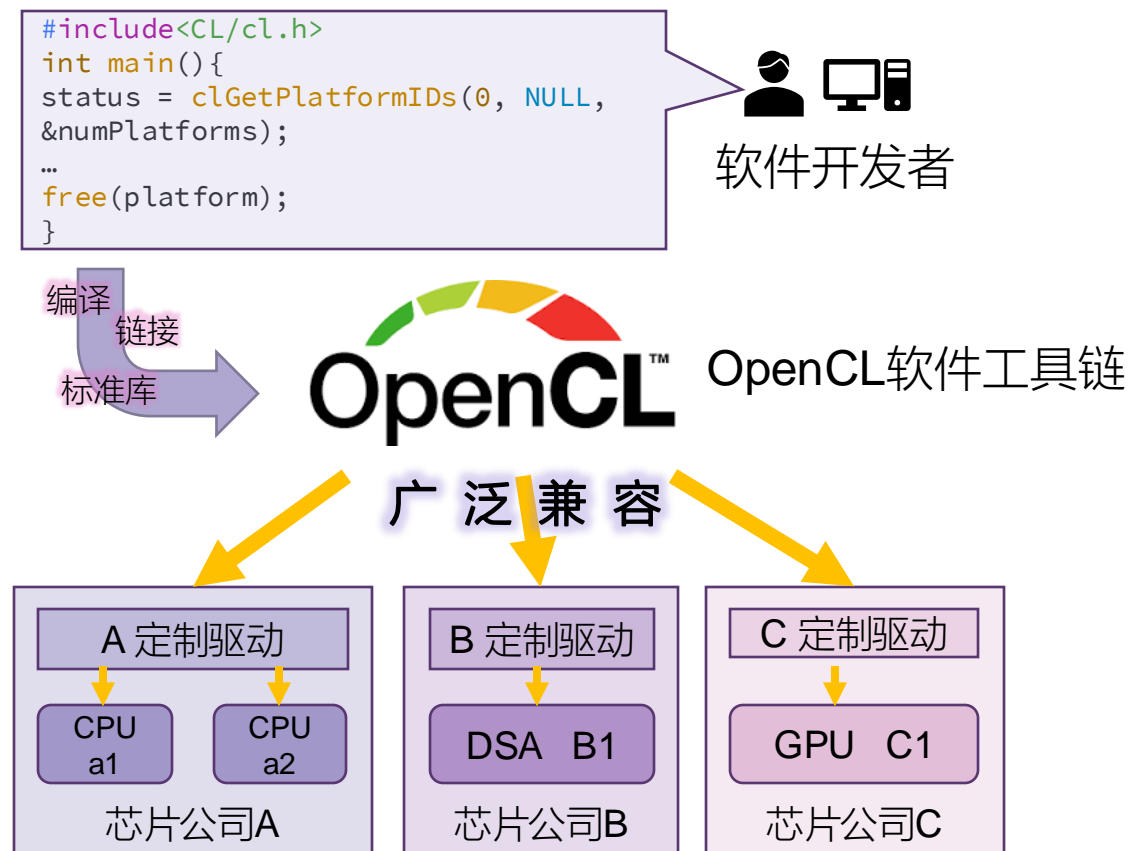 #include<CL/cl.h>
int main(){
status = clGetPlatformIDs(0, NULL,
&numPlatforms);
…
free(platform);
}
软件开发者
编译
链接
标准库
OpenCL™
OpenCL软件工具链
广泛兼容
A 定制驱动
CPU
a1
CPU
a2
芯片公司A
B 定制驱动
DSA B1
芯片公司B
C 定制驱动
GPU C1
芯片公司C